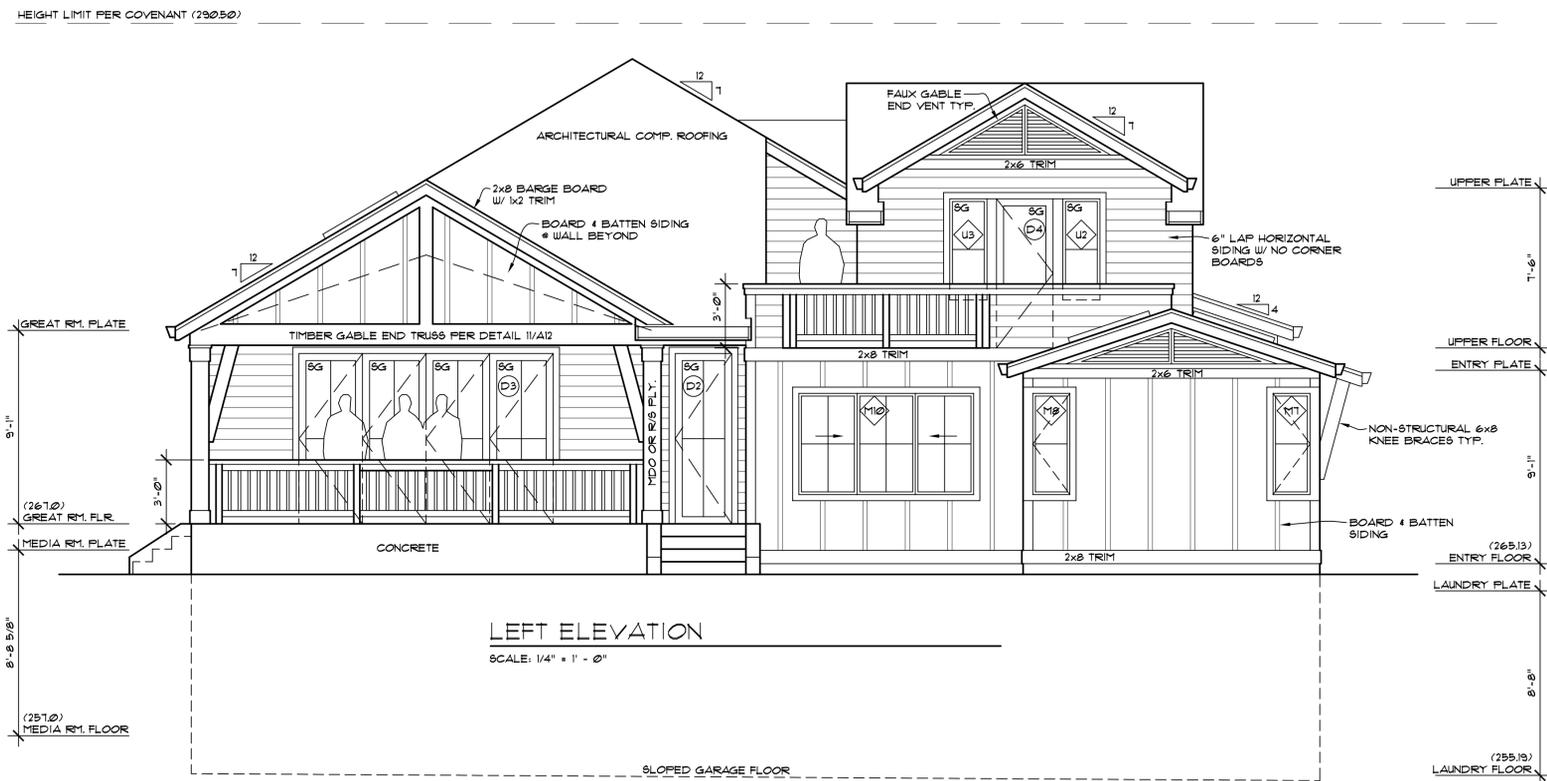 HEIGHT LIMIT PER COVENANT (290.50)
12
7
FAUX GABLE
END VENT TYP.
12
7
ARCHITECTURAL COMP. ROOFING
2x6 TRIM
2x8 BARGE BOARD
W/ 1x2 TRIM
UPPER PLATE
BOARD & BATTEN SIDING
@ WALL BEYOND
SG
SG
SG
U3
D4
U2
6" LAP HORIZONTAL
SIDING W/ NO CORNER
BOARDS
12
7
7'-6"
3'-0"
12
4
GREAT RM. PLATE
TIMBER GABLE END TRUSS PER DETAIL 11/A12
UPPER FLOOR
2x8 TRIM
ENTRY PLATE
2x6 TRIM
SG
SG
SG
SG
SG
D3
D2
MDO OR R/S PLY.
M10
M8
M7
9'-1"
NON-STRUCTURAL 6x8
KNEE BRACES TYP.
9'-1"
3'-0"
(267.0)
GREAT RM. FLR.
BOARD & BATTEN
SIDING
MEDIA RM. PLATE
CONCRETE
2x8 TRIM
(265.13)
ENTRY FLOOR
LAUNDRY PLATE
LEFT ELEVATION
SCALE: 1/4" = 1' - 0"
8'-8 5/8"
8'-8"
(257.0)
MEDIA RM. FLOOR
SLOPED GARAGE FLOOR
(255.19)
LAUNDRY FLOOR